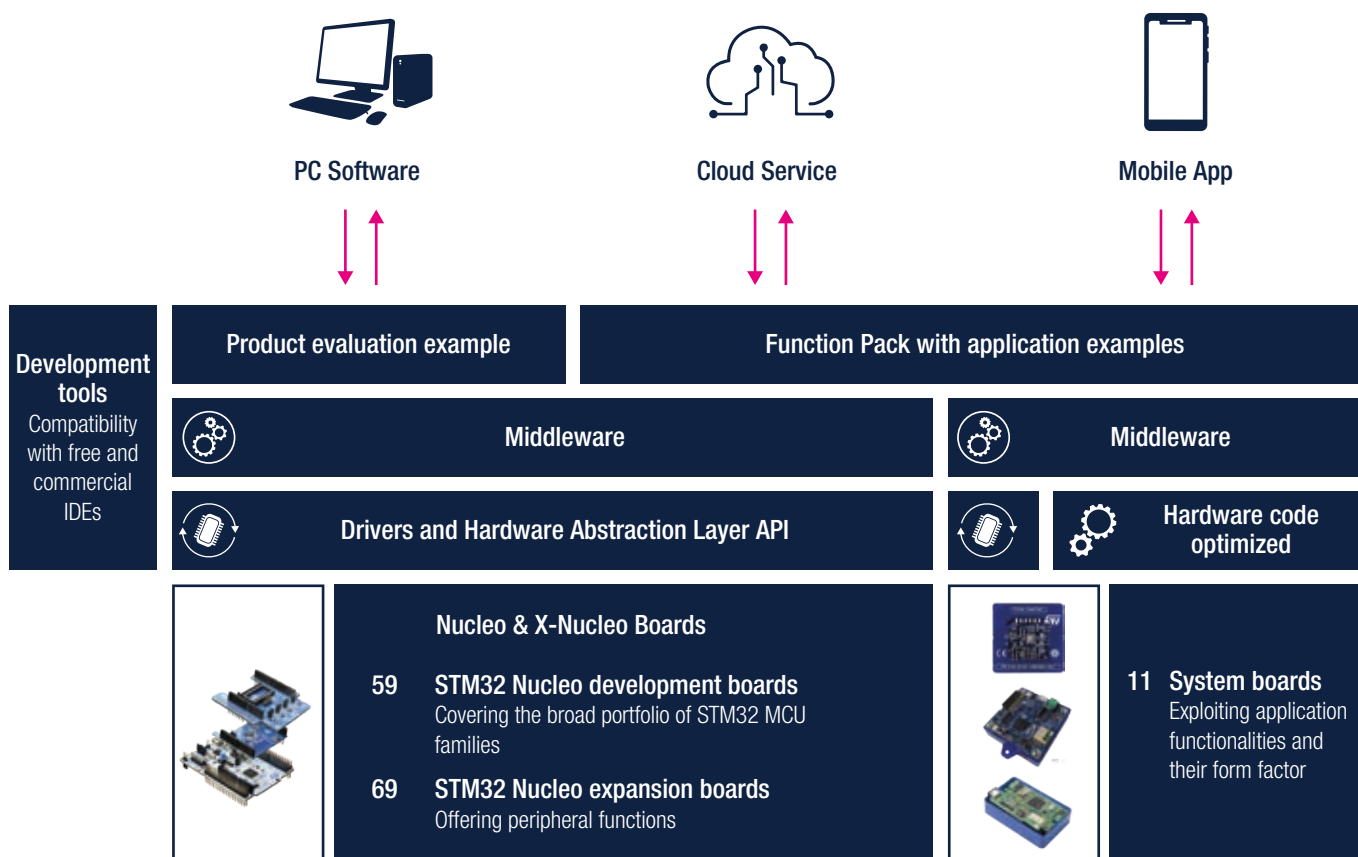 PC Software
Cloud Service
Mobile App
Development
tools
Compatibility
with free and
commercial
IDEs
Product evaluation example
Function Pack with application examples
Middleware
Middleware
Drivers and Hardware Abstraction Layer API
Hardware code
optimized
Nucleo & X-Nucleo Boards
59 STM32 Nucleo development boards
Covering the broad portfolio of STM32 MCU
families
69 STM32 Nucleo expansion boards
Offering peripheral functions
11 System boards
Exploiting application
functionalities and
their form factor